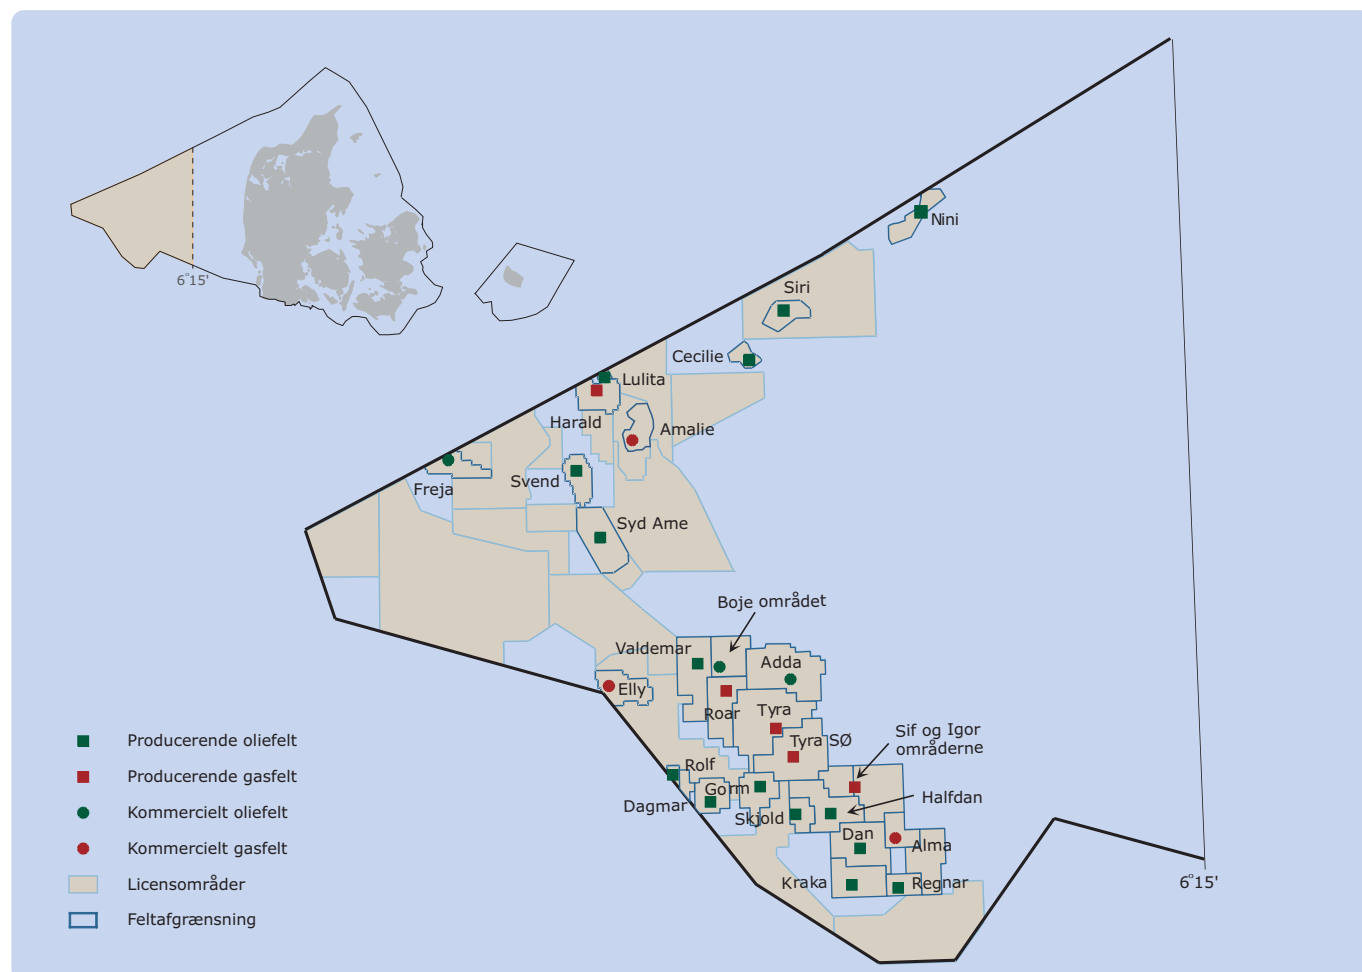 6°15'
Nini
Siri
Cecilie
Lulita
Harald
Amalie
Freja
Svend
Syd Ame
Boje området
Valdemar
Adda
Elly
Roar
Tyra
Tyra SØ
Sif og Igor
områderne
Rolf
Gorm
Dagmar
Skjold
Halfdan
Dan
Alma
Kraka
Regnar
6°15'
Producerende oliefelt
Producerende gasfelt
Kommercielt oliefelt
Kommercielt gasfelt
Licensområder
Feltafgrænsning